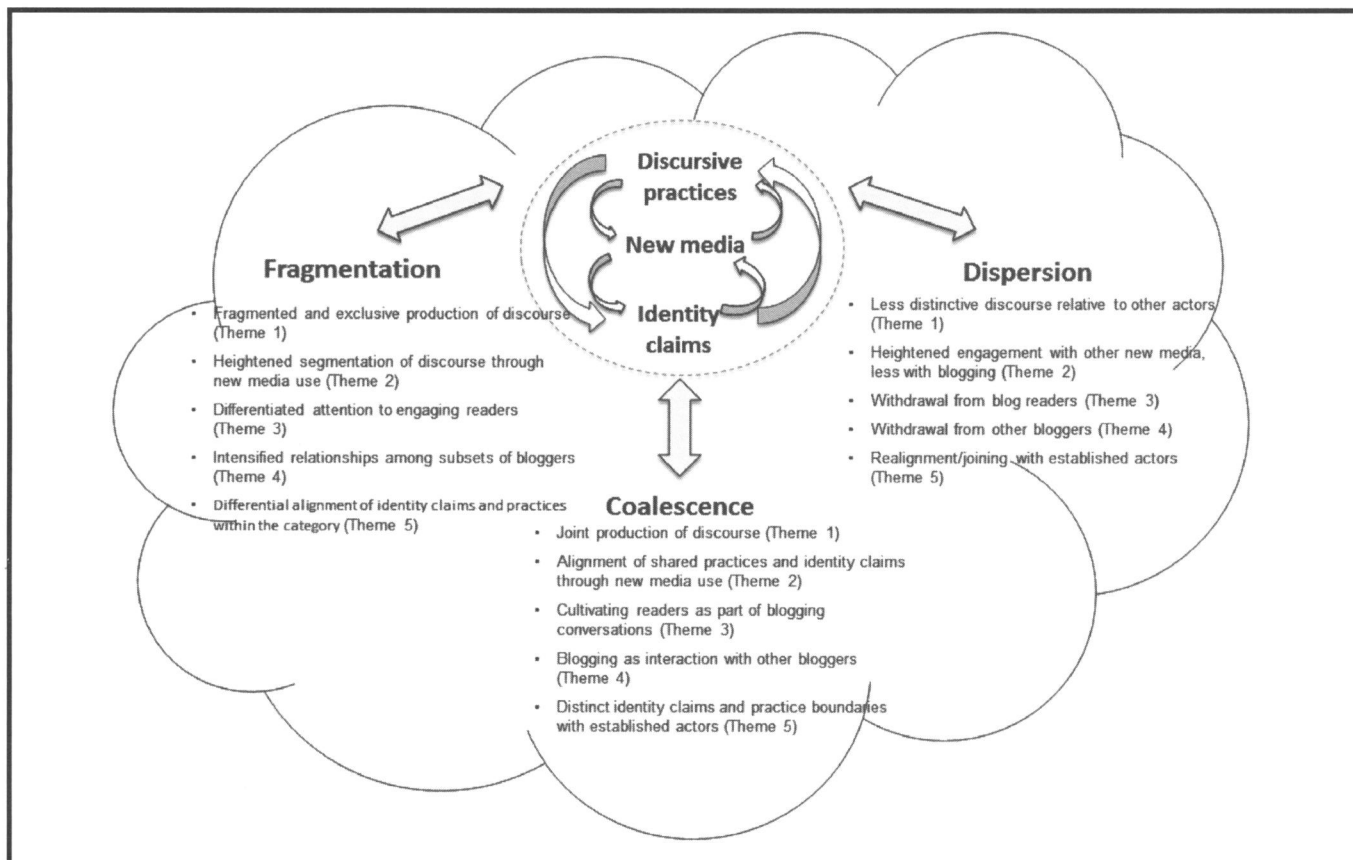 Discursive
practices
New media
Identity
claims
Fragmentation
• Fragmented and exclusive production of discourse
(Theme 1)
• Heightened segmentation of discourse through
new media use (Theme 2)
• Differentiated attention to engaging readers
(Theme 3)
• Intensified relationships among subsets of bloggers
(Theme 4)
• Differential alignment of identity claims and practices
within the category (Theme 5)
Dispersion
• Less distinctive discourse relative to other actors
(Theme 1)
• Heightened engagement with other new media,
less with blogging (Theme 2)
• Withdrawal from blog readers (Theme 3)
• Withdrawal from other bloggers (Theme 4)
• Realignment/joining with established actors
(Theme 5)
Coalescence
• Joint production of discourse (Theme 1)
• Alignment of shared practices and identity claims
through new media use (Theme 2)
• Cultivating readers as part of blogging
conversations (Theme 3)
• Blogging as interaction with other bloggers
(Theme 4)
• Distinct identity claims and practice boundaries
with established actors (Theme 5)